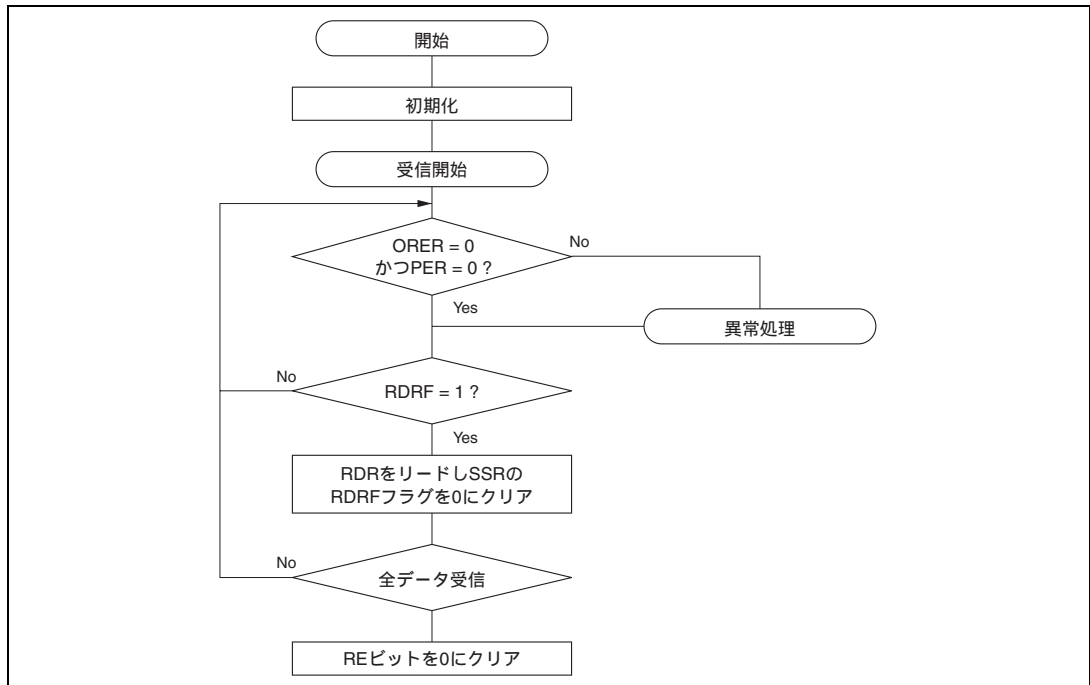 開始
初期化
受信開始
ORER = 0
かつPER = 0 ?
No
Yes
異常処理
No
RDRF = 1 ?
Yes
RDRをリードしSSRの
RDRFフラグを0にクリア
No
全データ受信
REビットを0にクリア